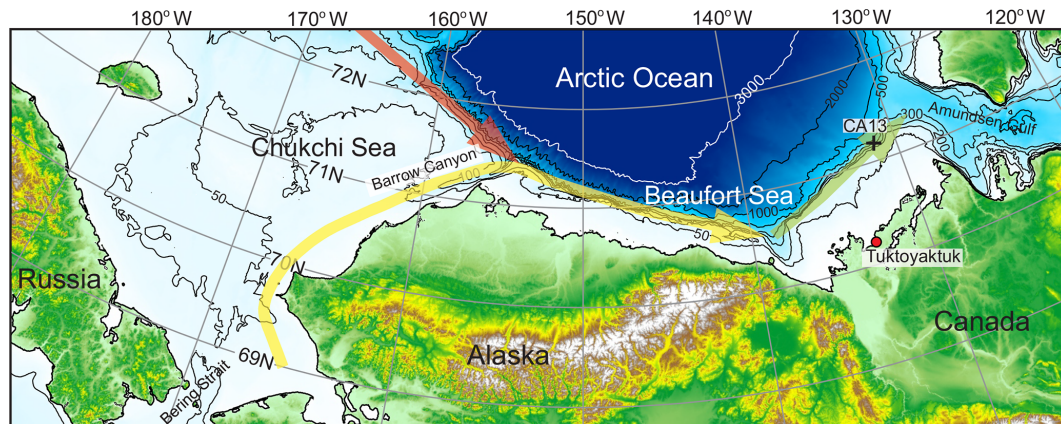 180°W 170°W 160°W 150°W 140°W 130°W 120°W
72N
Arctic Ocean
3000
2000
500
300
Amundsen Gulf
CA13
Chukchi Sea
71N
Barrow Canyon
100
50
Beaufort Sea
1000
50
Tuktoyaktuk
70N
Russia
Canada
69N
Alaska
Bering Strait